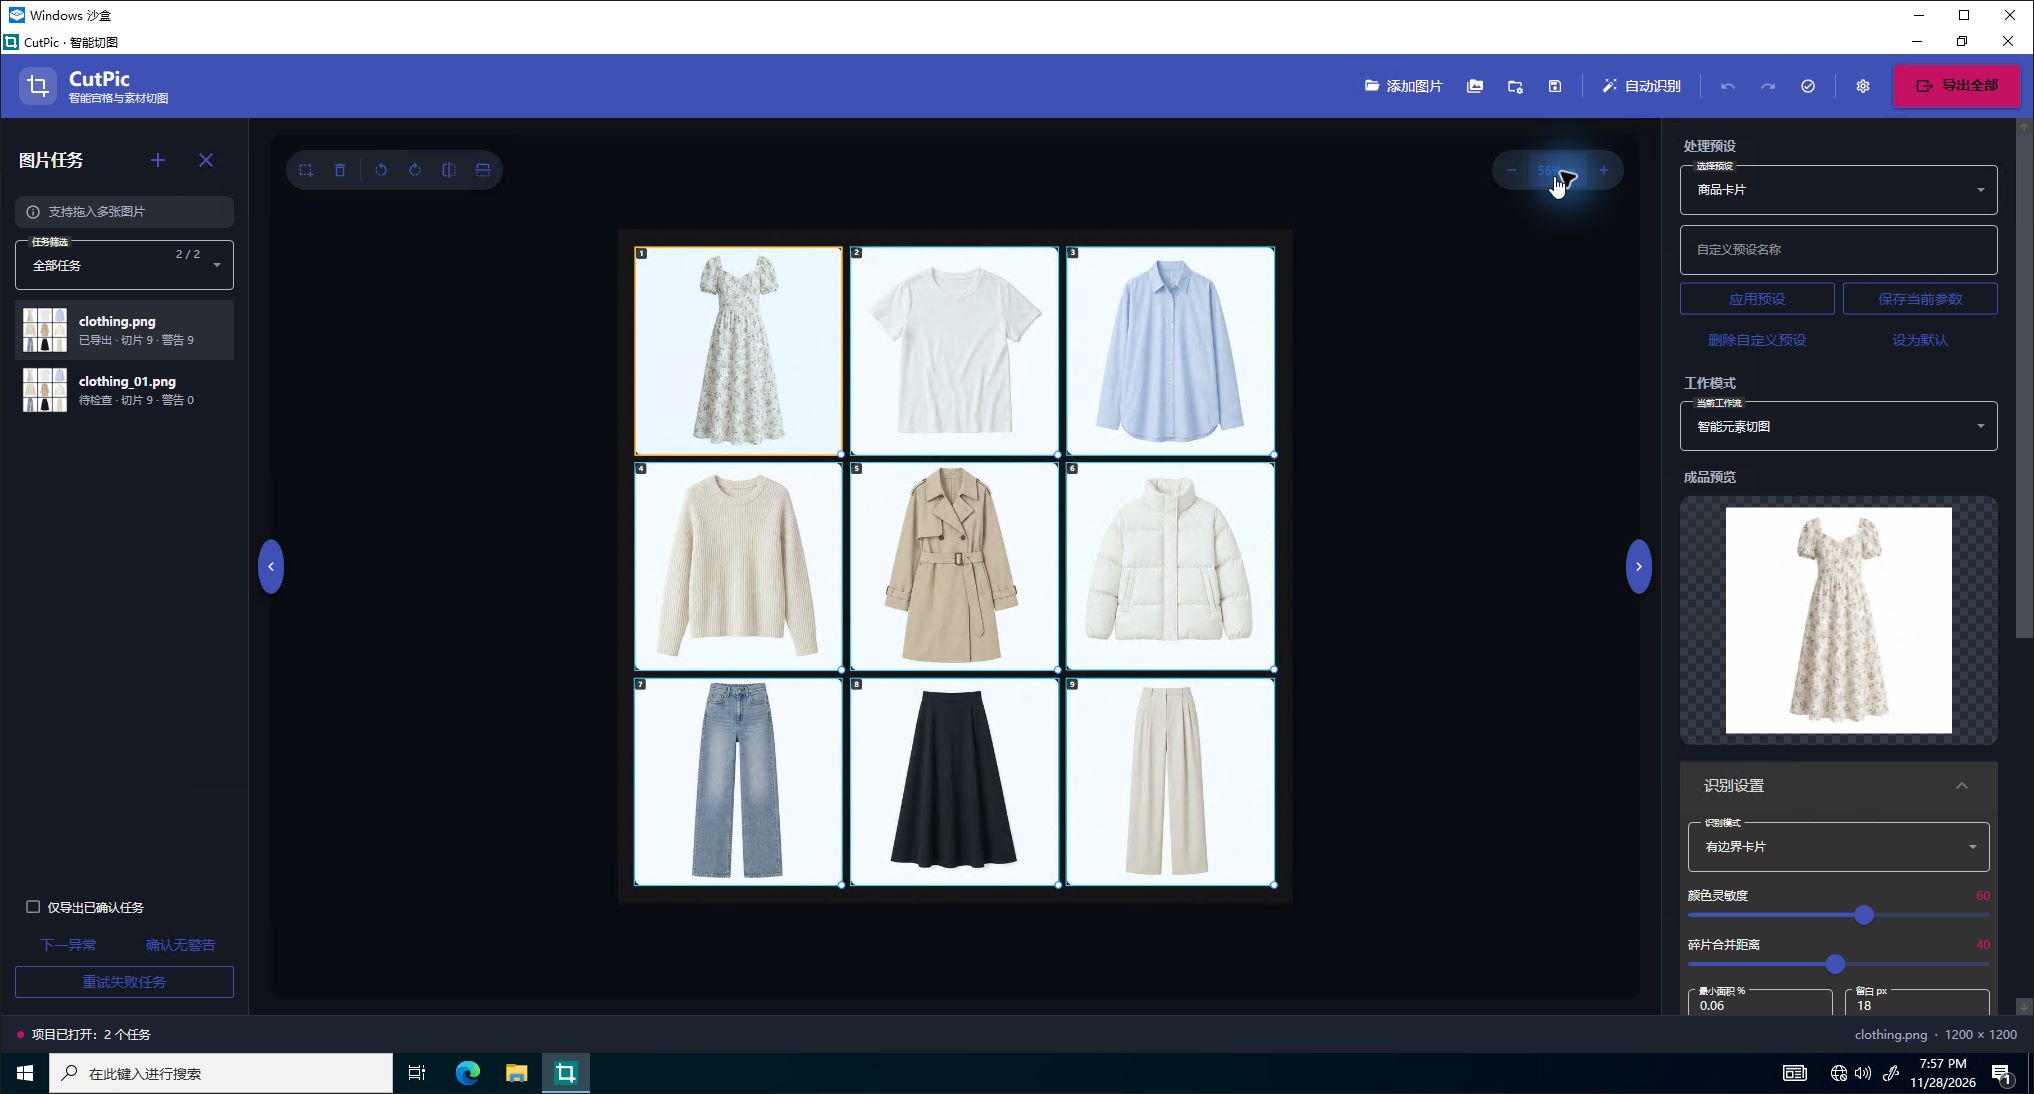 Windows 沙盒
CutPic · 智能切图
CutPic
智能宫格与素材切图
添加图片
自动识别
导出全部
图片任务
支持拖入多张图片
任务筛选
全部任务
2 / 2
clothing.png
已导出 · 切片 9 · 警告 9
clothing_01.png
待检查 · 切片 9 · 警告 0
仅导出已确认任务
下一异常
确认无警告
重试失败任务
1
2
3
4
5
6
7
8
9
处理预设
选择预设
商品卡片
自定义预设名称
应用预设
保存当前参数
删除自定义预设
设为默认
工作模式
当前工作流
智能元素切图
成品预览
识别设置
识别模式
有边界卡片
颜色灵敏度
60
碎片合并距离
40
最小面积 %
0.06
留白 px
18
项目已打开：2 个任务
clothing.png · 1200 × 1200
在此键入进行搜索
7:57 PM
11/28/2026
1